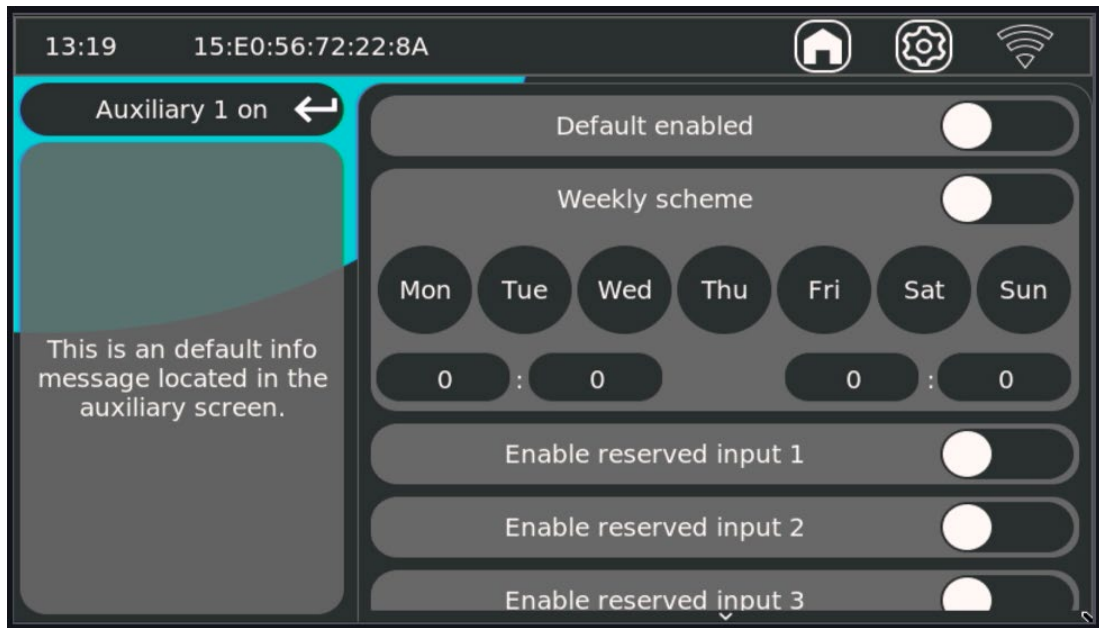 13:19 15:E0:56:72:22:8A
Auxiliary 1 on
This is an default info
message located in the
auxiliary screen.
Default enabled
Weekly scheme
Mon Tue Wed Thu Fri Sat Sun
0 : 0 0 : 0
Enable reserved input 1
Enable reserved input 2
Enable reserved input 3